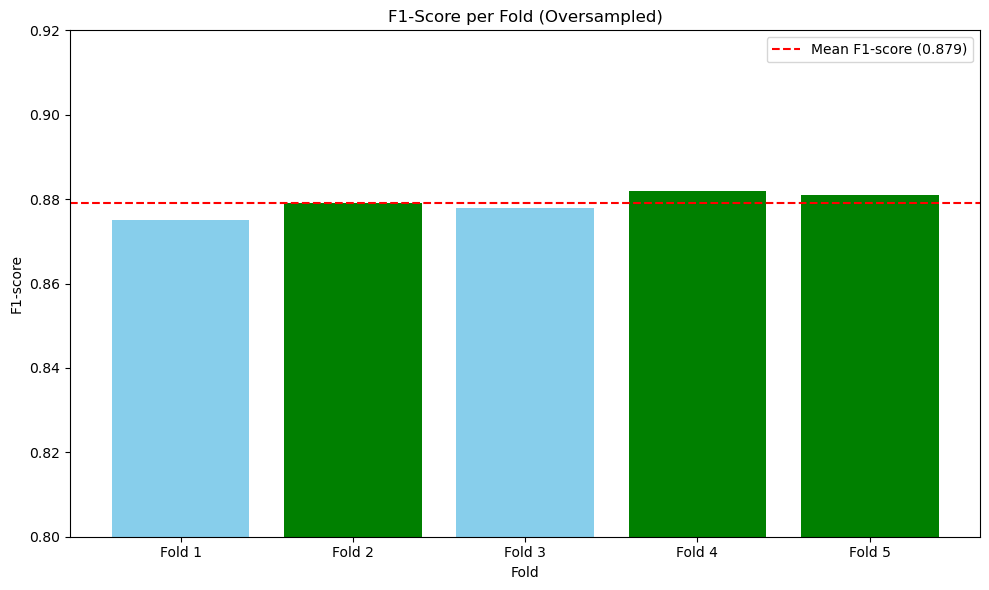 F1-Score per Fold (Oversampled)
Mean F1-score (0.879)
F1-score
0.92
0.90
0.88
0.86
0.84
0.82
0.80
Fold 1
Fold 2
Fold 3
Fold 4
Fold 5
Fold